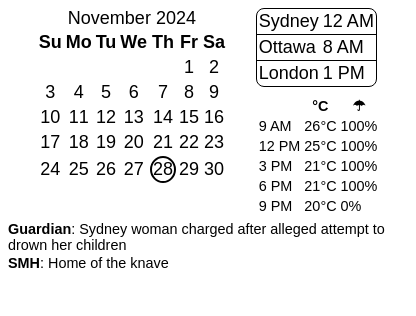 November 2024
Su Mo Tu We Th Fr Sa
1 2
3 4 5 6 7 8 9
10 11 12 13 14 15 16
17 18 19 20 21 22 23
24 25 26 27 28 29 30
Sydney 12 AM
Ottawa 8 AM
London 1 PM
°C ☂
9 AM 26°C 100%
12 PM 25°C 100%
3 PM 21°C 100%
6 PM 21°C 100%
9 PM 20°C 0%
Guardian: Sydney woman charged after alleged attempt to
drown her children
SMH: Home of the knave